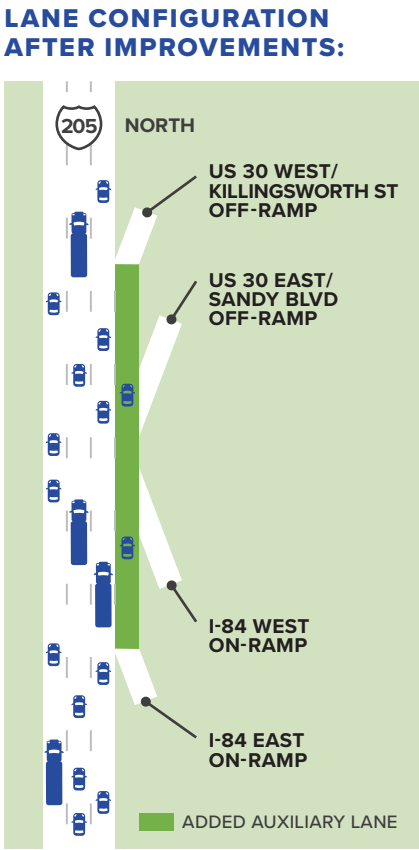 LANE CONFIGURATION
AFTER IMPROVEMENTS:
205
NORTH
US 30 WEST/
KILLINGSWORTH ST
OFF-RAMP
US 30 EAST/
SANDY BLVD
OFF-RAMP
I-84 WEST
ON-RAMP
I-84 EAST
ON-RAMP
ADDED AUXILIARY LANE